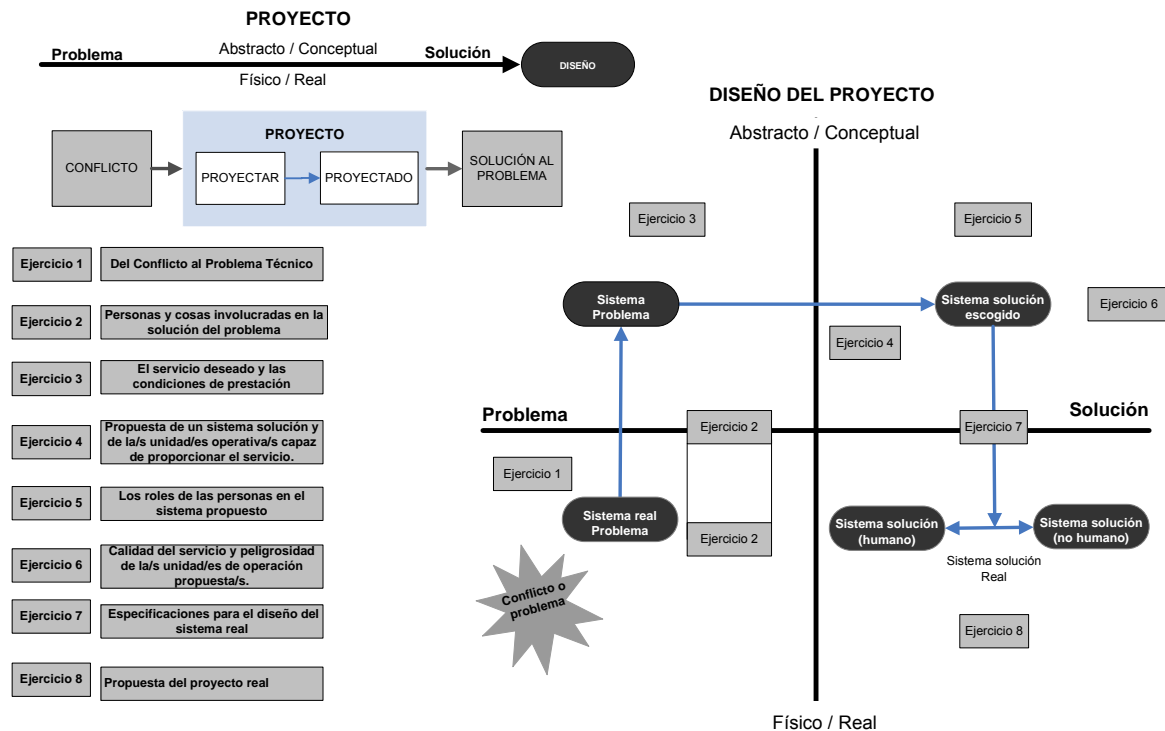 PROYECTO
Abstracto / Conceptual
Problema
Solución
DISEÑO
Físico / Real
PROYECTO
CONFLICTO
PROYECTAR
PROYECTADO
SOLUCIÓN AL
PROBLEMA
Ejercicio 1
Del Conflicto al Problema Técnico
Ejercicio 2
Personas y cosas involucradas en la
solución del problema
Ejercicio 3
El servicio deseado y las
condiciones de prestación
Ejercicio 4
Propuesta de un sistema solución y
de la/s unidad/es operativa/s capaz
de proporcionar el servicio.
Ejercicio 5
Los roles de las personas en el
sistema propuesto
Ejercicio 6
Calidad del servicio y peligrosidad
de la/s unidad/es de operación
propuesta/s.
Ejercicio 7
Especificaciones para el diseño del
sistema real
Ejercicio 8
Propuesta del proyecto real
DISEÑO DEL PROYECTO
Abstracto / Conceptual
Ejercicio 3
Ejercicio 5
Sistema
Problema
Sistema solución
escogido
Ejercicio 6
Ejercicio 4
Problema
Solución
Ejercicio 2
Ejercicio 7
Ejercicio 1
Sistema real
Problema
Ejercicio 2
Sistema solución
(humano)
Sistema solución
(no humano)
Sistema solución
Real
Conflicto o
problema
Ejercicio 8
Físico / Real